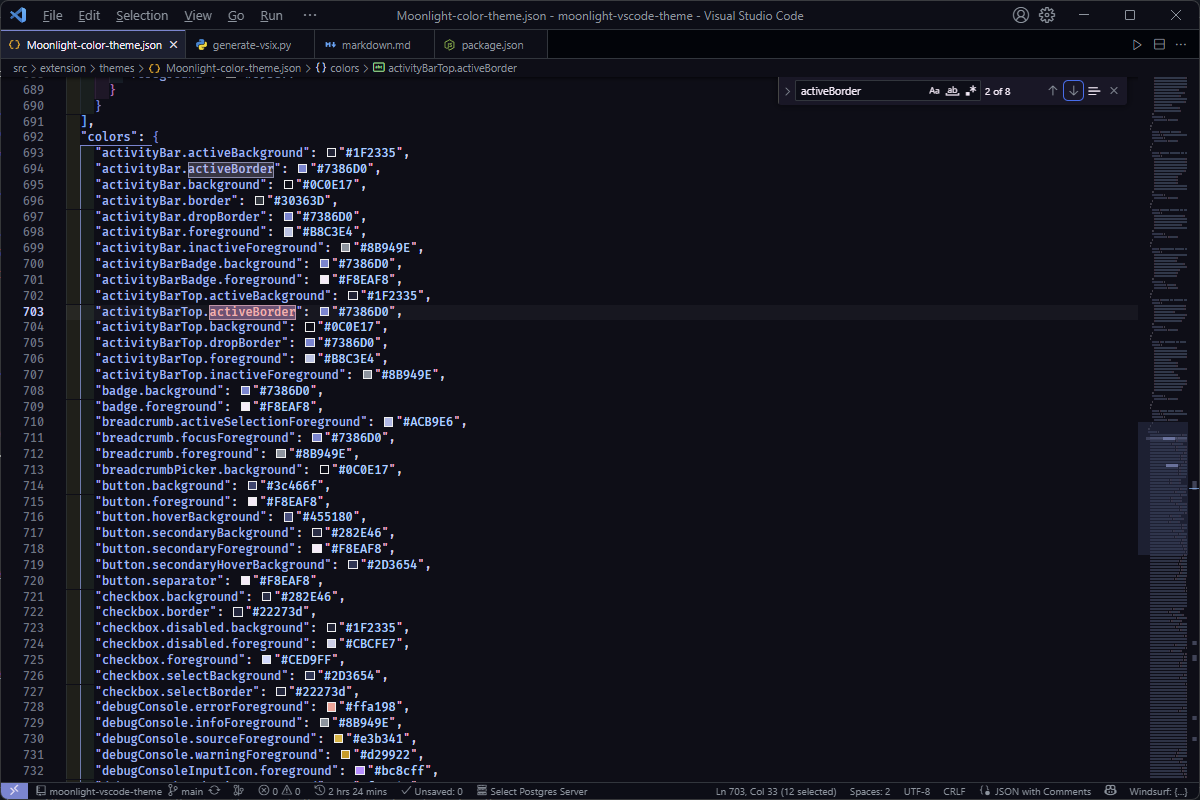 File Edit Selection View Go Run ··· Moonlight-color-theme.json - moonlight-vscode-theme - Visual Studio Code
Moonlight-color-theme.json generate-vsix.py markdown.md package.json
src > extension > themes > {} Moonlight-color-theme.json > {} colors > activityBarTop.activeBorder
activeBorder Aa ab .* 2 of 8
689 }
690 }
691 ],
692 "colors": {
693 "activityBar.activeBackground": "#1F2335",
694 "activityBar.activeBorder": "#7386D0",
695 "activityBar.background": "#0C0E17",
696 "activityBar.border": "#30363D",
697 "activityBar.dropBorder": "#7386D0",
698 "activityBar.foreground": "#B8C3E4",
699 "activityBar.inactiveForeground": "#8B949E",
700 "activityBarBadge.background": "#7386D0",
701 "activityBarBadge.foreground": "#F8EAF8",
702 "activityBarTop.activeBackground": "#1F2335",
703 "activityBarTop.activeBorder": "#7386D0",
704 "activityBarTop.background": "#0C0E17",
705 "activityBarTop.dropBorder": "#7386D0",
706 "activityBarTop.foreground": "#B8C3E4",
707 "activityBarTop.inactiveForeground": "#8B949E",
708 "badge.background": "#7386D0",
709 "badge.foreground": "#F8EAF8",
710 "breadcrumb.activeSelectionForeground": "#ACB9E6",
711 "breadcrumb.focusForeground": "#7386D0",
712 "breadcrumb.foreground": "#8B949E",
713 "breadcrumbPicker.background": "#0C0E17",
714 "button.background": "#3c466f",
715 "button.foreground": "#F8EAF8",
716 "button.hoverBackground": "#455180",
717 "button.secondaryBackground": "#282E46",
718 "button.secondaryForeground": "#F8EAF8",
719 "button.secondaryHoverBackground": "#2D3654",
720 "button.separator": "#F8EAF8",
721 "checkbox.background": "#282E46",
722 "checkbox.border": "#22273d",
723 "checkbox.disabled.background": "#1F2335",
724 "checkbox.disabled.foreground": "#CBCFE7",
725 "checkbox.foreground": "#CED9FF",
726 "checkbox.selectBackground": "#2D3654",
727 "checkbox.selectBorder": "#22273d",
728 "debugConsole.errorForeground": "#ffa198",
729 "debugConsole.infoForeground": "#8B949E",
730 "debugConsole.sourceForeground": "#e3b341",
731 "debugConsole.warningForeground": "#d29922",
732 "debugConsoleInputIcon.foreground": "#bc8cff",
moonlight-vscode-theme main 0 0 2 hrs 24 mins Unsaved: 0 Select Postgres Server Ln 703, Col 33 (12 selected) Spaces: 2 UTF-8 CRLF JSON with Comments Windsurf: {...}